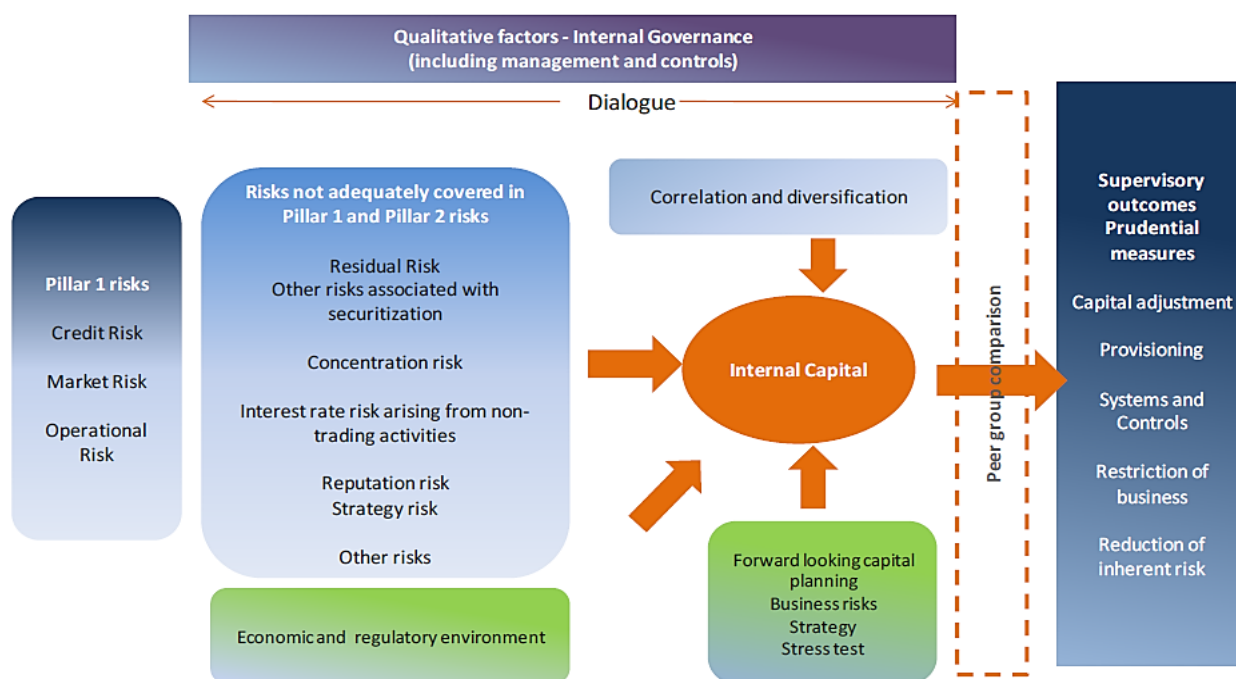 Qualitative factors - Internal Governance
(including management and controls)
Dialogue
Pillar 1 risks
Credit Risk
Market Risk
Operational
Risk
Risks not adequately covered in
Pillar 1 and Pillar 2 risks
Residual Risk
Other risks associated with
securitization
Concentration risk
Interest rate risk arising from non-
trading activities
Reputation risk
Strategy risk
Other risks
Economic and regulatory environment
Correlation and diversification
Internal Capital
Forward looking capital
planning
Business risks
Strategy
Stress test
Peer group comparison
Supervisory
outcomes
Prudential
measures
Capital adjustment
Provisioning
Systems and
Controls
Restriction of
business
Reduction of
inherent risk